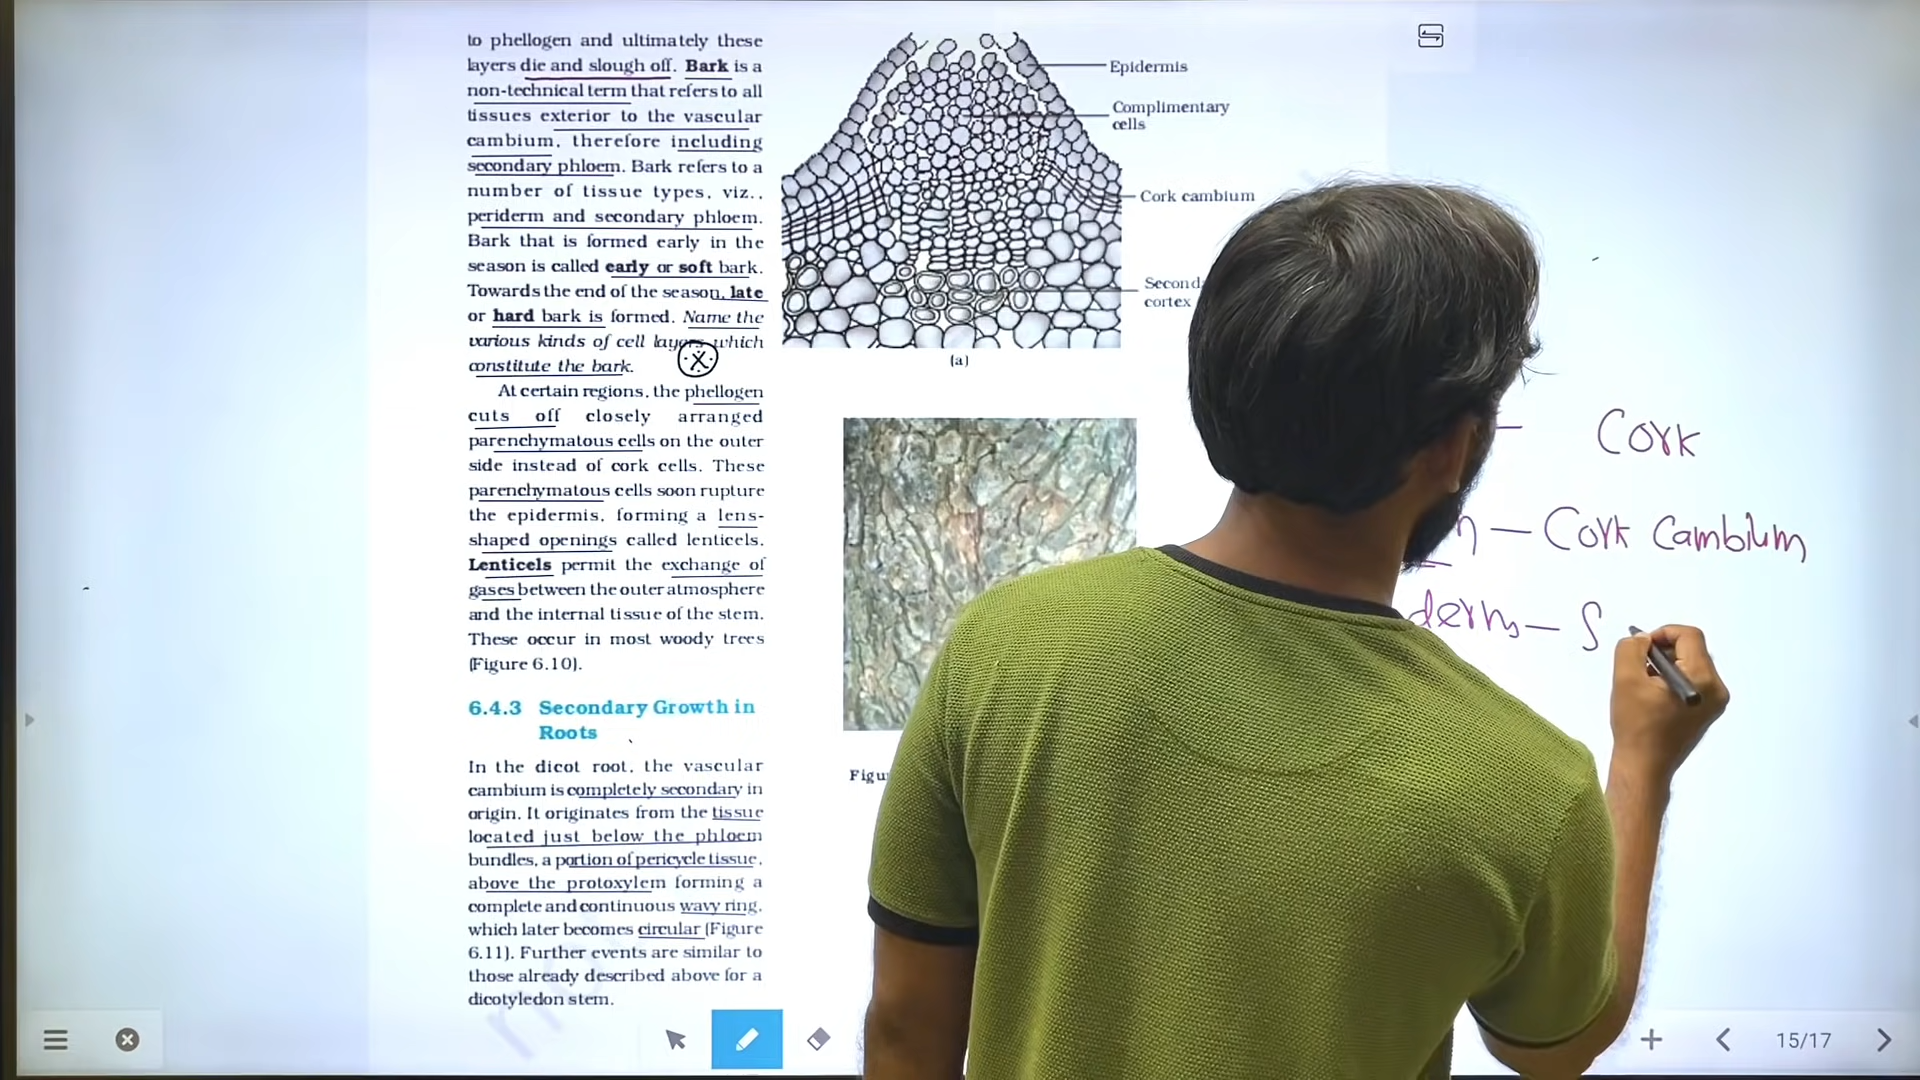 to phellogen and ultimately these
layers die and slough off. Bark is a
non-technical term that refers to all
tissues exterior to the vascular
cambium, therefore including
secondary phloem. Bark refers to a
number of tissue types, viz.,
periderm and secondary phloem.
Bark that is formed early in the
season is called early or soft bark.
Towards the end of the season, late
or hard bark is formed. Name the
various kinds of cell layers which
constitute the bark.
At certain regions, the phellogen
cuts off closely arranged
parenchymatous cells on the outer
side instead of cork cells. These
parenchymatous cells soon rupture
the epidermis, forming a lens-
shaped openings called lenticels.
Lenticels permit the exchange of
gases between the outer atmosphere
and the internal tissue of the stem.
These occur in most woody trees
(Figure 6.10).
6.4.3 Secondary Growth in
Roots
In the dicot root, the vascular
cambium is completely secondary in
origin. It originates from the tissue
located just below the phloem
bundles, a portion of pericycle tissue,
above the protoxylem forming a
complete and continuous wavy ring,
which later becomes circular (Figure
6.11). Further events are similar to
those already described above for a
dicotyledon stem.
Epidermis
Complimentary
cells
Cork cambium
Second
cortex
(a)
Figu
– Cork
n – Cork Cambium
derm – S
15/17